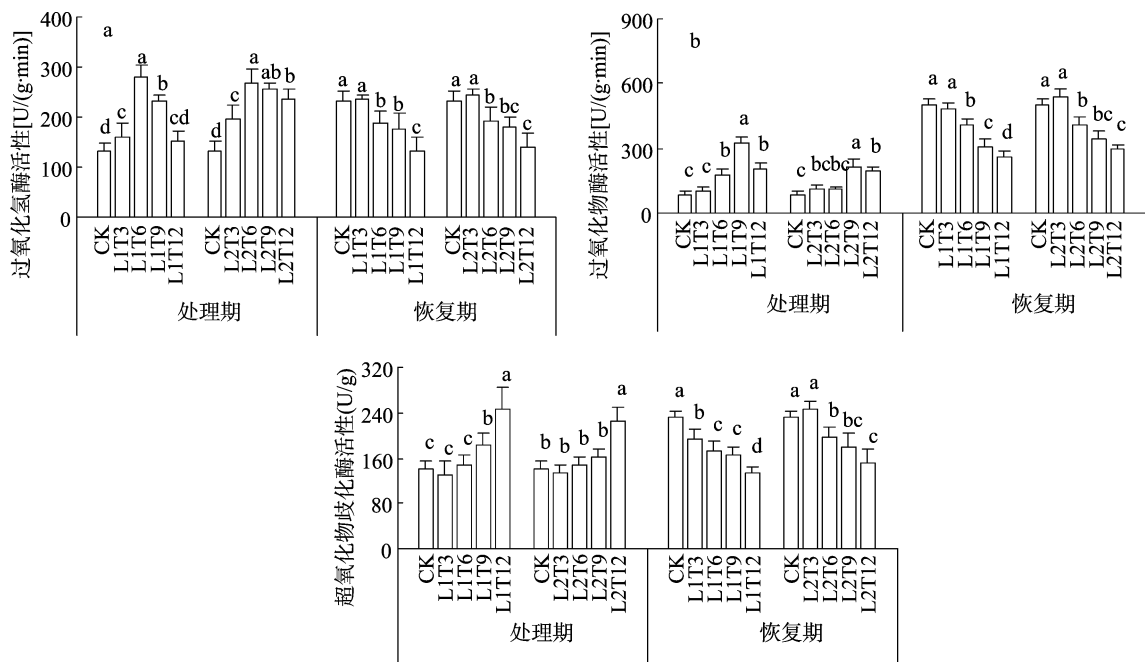 过氧化氢酶活性[U/(g·min)]
400
300
200
100
0
a
d c a b cd
d c a ab b
a a b b c
a a b bc c
CK L1T3 L1T6 L1T9 L1T12
CK L2T3 L2T6 L2T9 L2T12
CK L1T3 L1T6 L1T9 L1T12
CK L2T3 L2T6 L2T9 L2T12
处理期
恢复期
过氧化物酶活性[U/(g·min)]
900
600
300
0
b
c c b a b
c bc bc a b
a a b c d
a a b bc c
CK L1T3 L1T6 L1T9 L1T12
CK L2T3 L2T6 L2T9 L2T12
CK L1T3 L1T6 L1T9 L1T12
CK L2T3 L2T6 L2T9 L2T12
处理期
恢复期
超氧化物歧化酶活性(U/g)
320
240
160
80
0
c c c b a
b b b b a
a b c c d
a a b bc c
CK L1T3 L1T6 L1T9 L1T12
CK L2T3 L2T6 L2T9 L2T12
CK L1T3 L1T6 L1T9 L1T12
CK L2T3 L2T6 L2T9 L2T12
处理期
恢复期